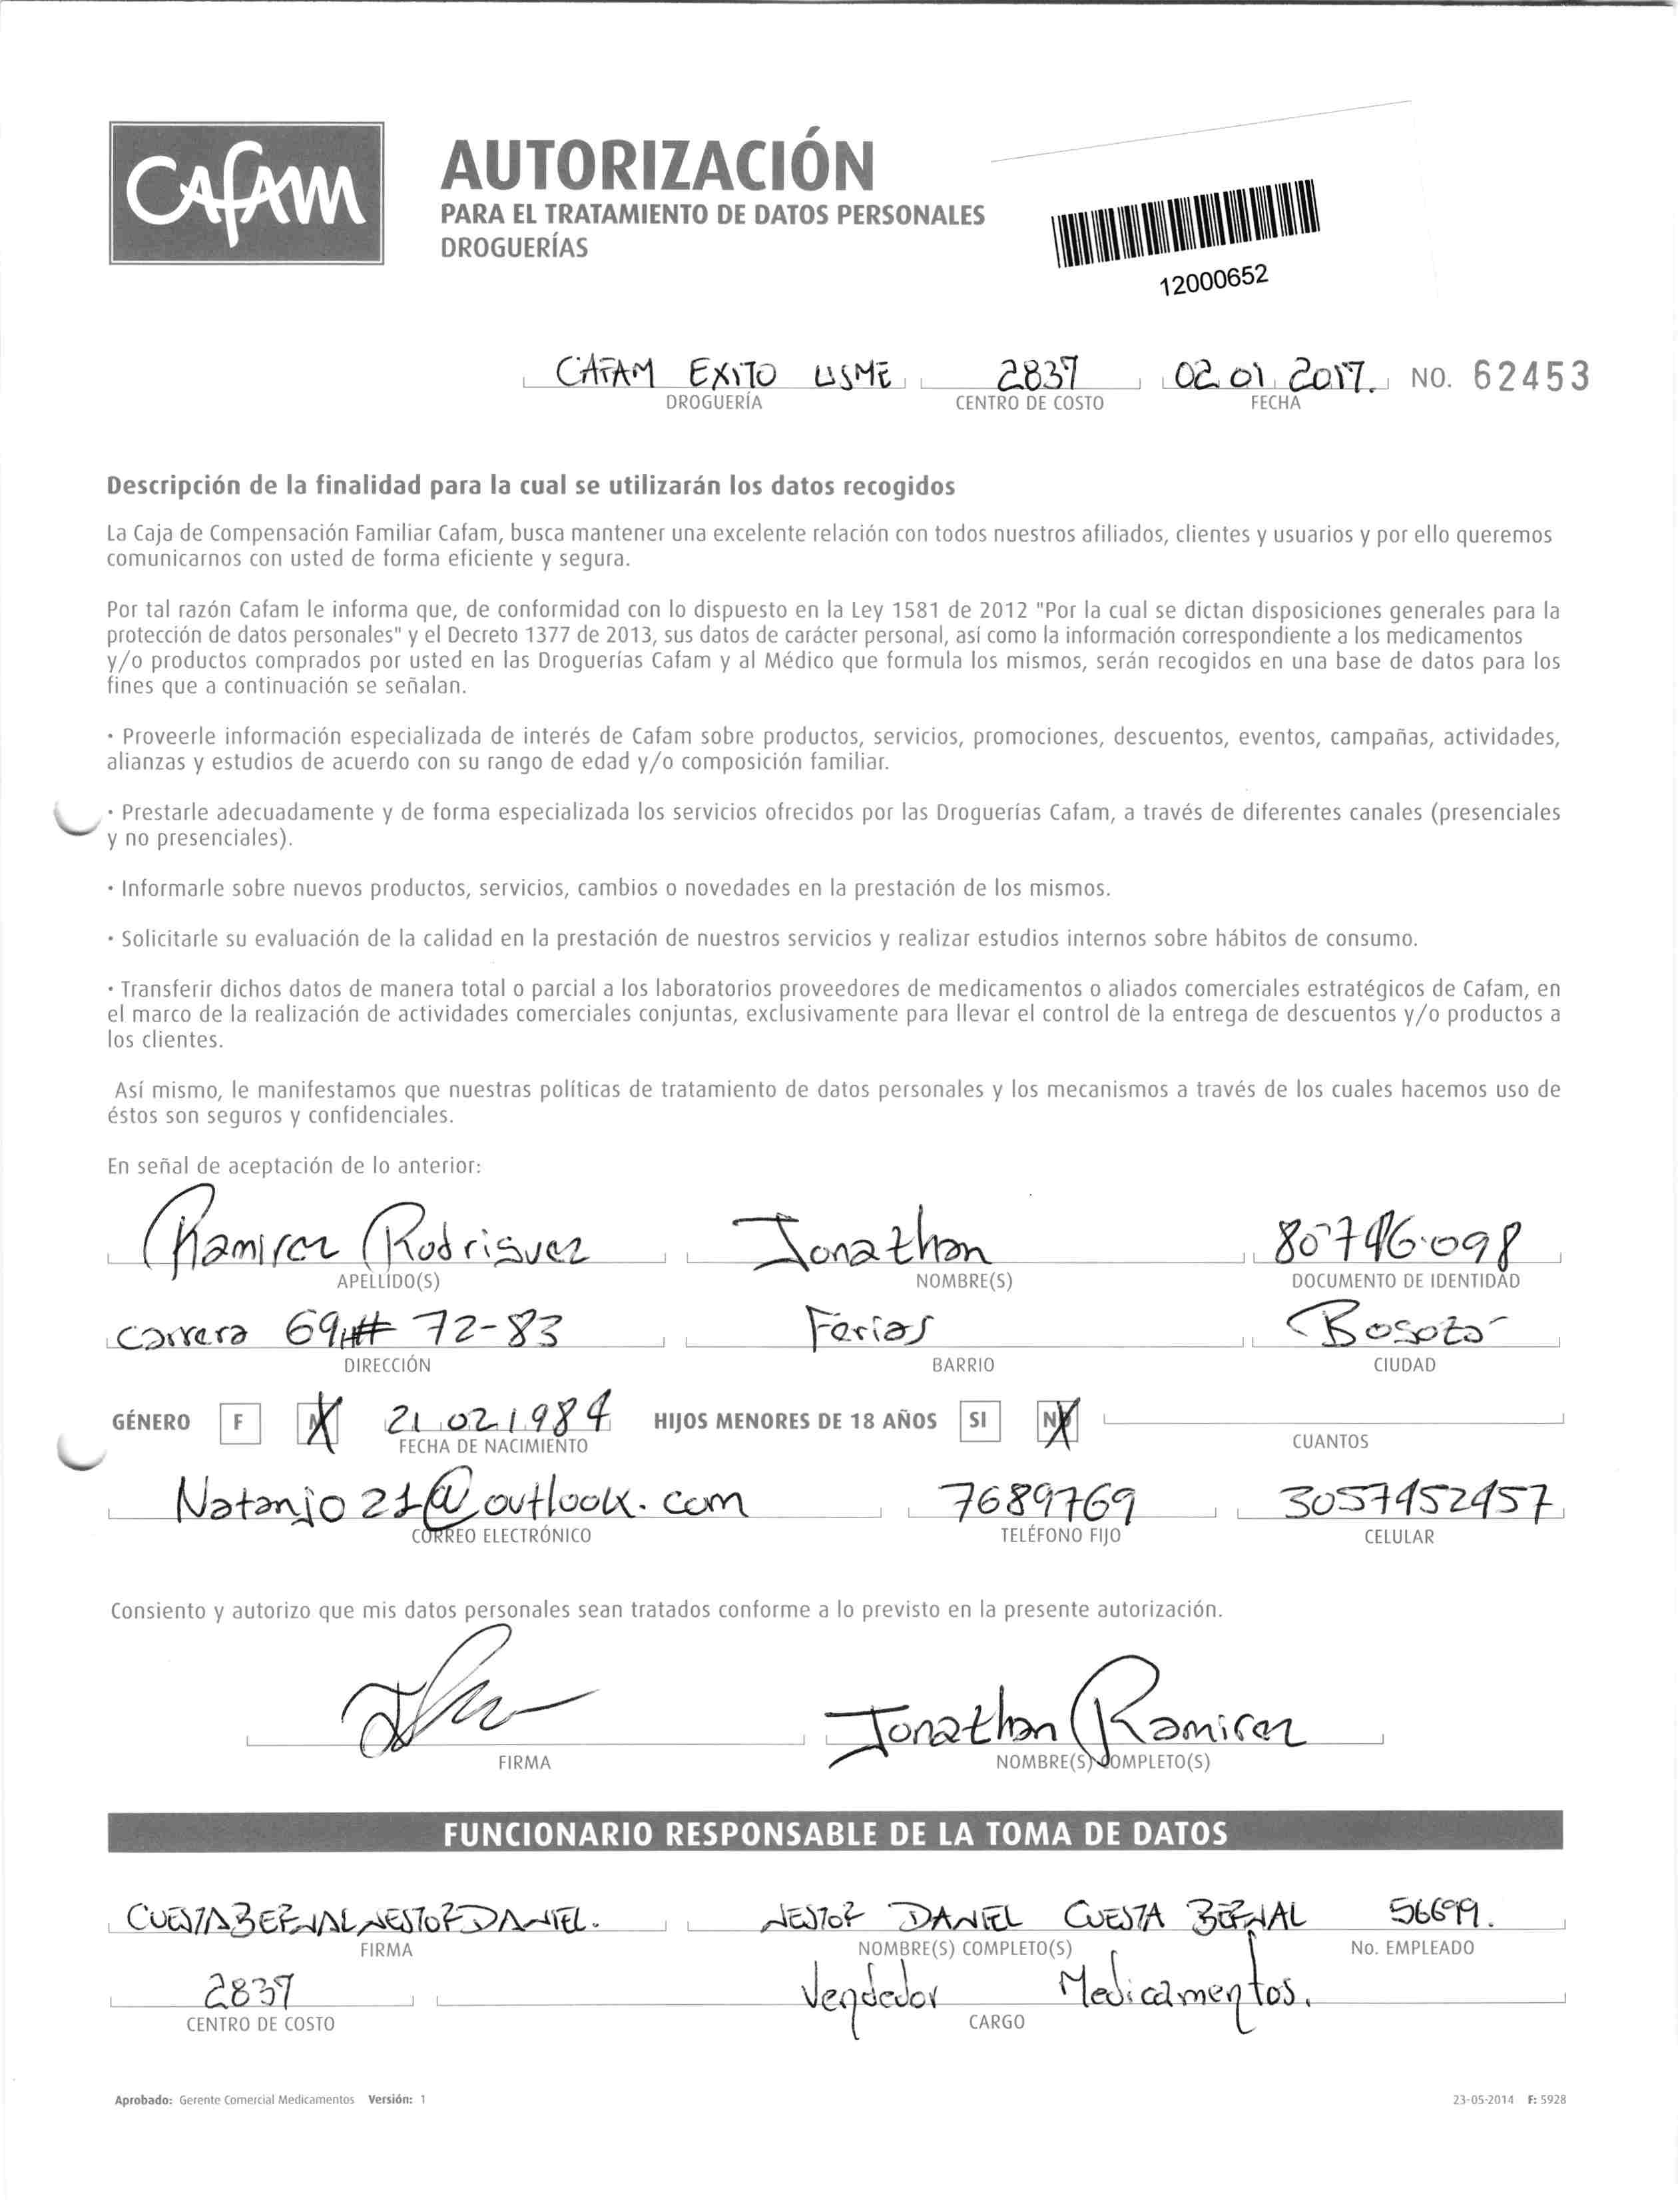 CAFAM
AUTORIZACIÓN
PARA EL TRATAMIENTO DE DATOS PERSONALES
DROGUERÍAS
12000652
CAFAM EXITO USME 2837 02 01 2017. NO. 62453
DROGUERÍA CENTRO DE COSTO FECHA
Descripción de la finalidad para la cual se utilizarán los datos recogidos
La Caja de Compensación Familiar Cafam, busca mantener una excelente relación con todos nuestros afiliados, clientes y usuarios y por ello queremos
comunicarnos con usted de forma eficiente y segura.
Por tal razón Cafam le informa que, de conformidad con lo dispuesto en la Ley 1581 de 2012 "Por la cual se dictan disposiciones generales para la
protección de datos personales" y el Decreto 1377 de 2013, sus datos de carácter personal, así como la información correspondiente a los medicamentos
y/o productos comprados por usted en las Droguerías Cafam y al Médico que formula los mismos, serán recogidos en una base de datos para los
fines que a continuación se señalan.
· Proveerle información especializada de interés de Cafam sobre productos, servicios, promociones, descuentos, eventos, campañas, actividades,
alianzas y estudios de acuerdo con su rango de edad y/o composición familiar.
· Prestarle adecuadamente y de forma especializada los servicios ofrecidos por las Droguerías Cafam, a través de diferentes canales (presenciales
y no presenciales).
· Informarle sobre nuevos productos, servicios, cambios o novedades en la prestación de los mismos.
· Solicitarle su evaluación de la calidad en la prestación de nuestros servicios y realizar estudios internos sobre hábitos de consumo.
· Transferir dichos datos de manera total o parcial a los laboratorios proveedores de medicamentos o aliados comerciales estratégicos de Cafam, en
el marco de la realización de actividades comerciales conjuntas, exclusivamente para llevar el control de la entrega de descuentos y/o productos a
los clientes.
Así mismo, le manifestamos que nuestras políticas de tratamiento de datos personales y los mecanismos a través de los cuales hacemos uso de
éstos son seguros y confidenciales.
En señal de aceptación de lo anterior:
Ramirez Rodriguez Jonathan 80746098
APELLIDO(S) NOMBRE(S) DOCUMENTO DE IDENTIDAD
carrera 69 # 72-83 Ferias Bogota
DIRECCIÓN BARRIO CIUDAD
GÉNERO F M 21 02 1984 HIJOS MENORES DE 18 AÑOS SI NO
FECHA DE NACIMIENTO CUANTOS
Natanjo21@outlook.com 7689769 3057452457
CORREO ELECTRÓNICO TELÉFONO FIJO CELULAR
Consiento y autorizo que mis datos personales sean tratados conforme a lo previsto en la presente autorización.
Jonathan Ramirez
FIRMA NOMBRE(S) COMPLETO(S)
FUNCIONARIO RESPONSABLE DE LA TOMA DE DATOS
CUESTA BERNAL NESTOR DANIEL. NESTOR DANIEL CUESTA BERNAL 56699.
FIRMA NOMBRE(S) COMPLETO(S) No. EMPLEADO
2837 Vendedor Medicamentos.
CENTRO DE COSTO CARGO
Aprobado: Gerente Comercial Medicamentos Versión: 1 23-05-2014 F: 5928